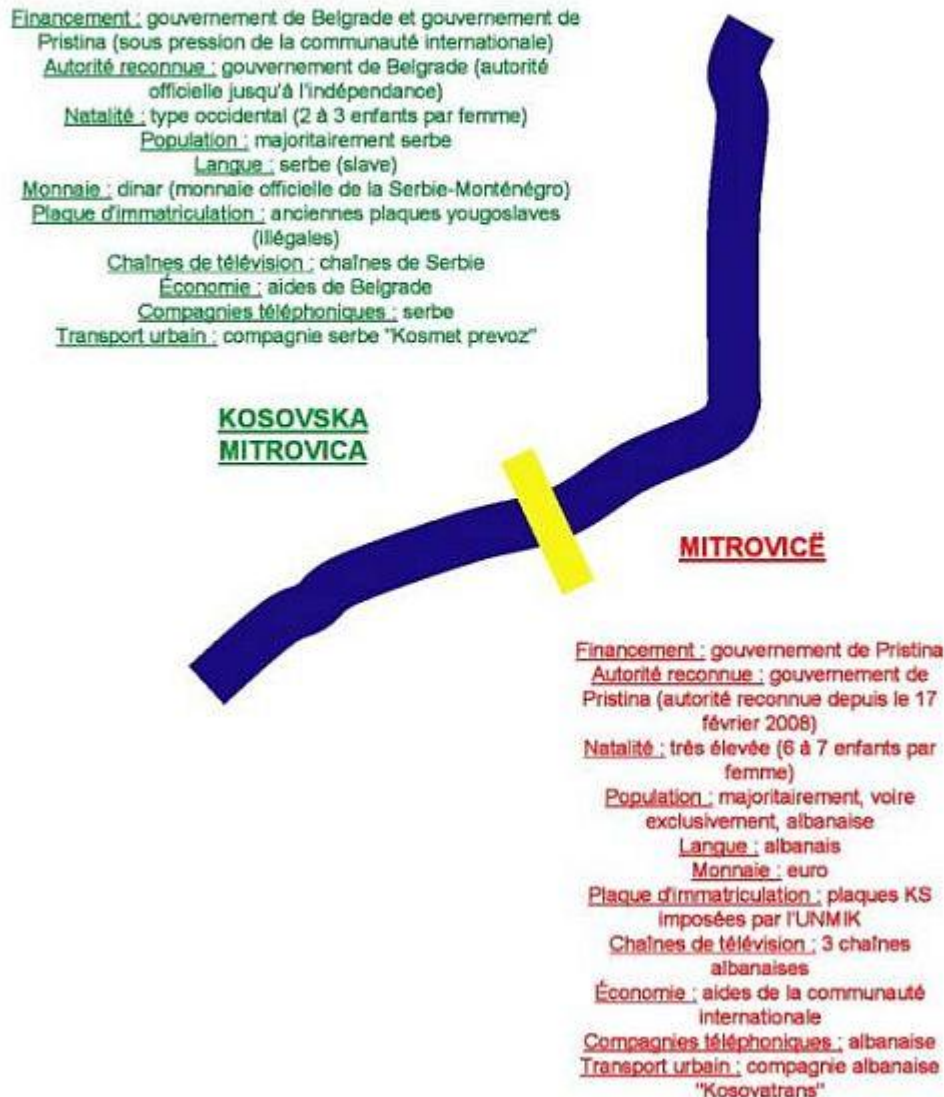 Financement : gouvernement de Belgrade et gouvernement de
Pristina (sous pression de la communauté internationale)
Autorité reconnue : gouvernement de Belgrade (autorité
officielle jusqu'à l'indépendance)
Natalité : type occidental (2 à 3 enfants par femme)
Population : majoritairement serbe
Langue : serbe (slave)
Monnaie : dinar (monnaie officielle de la Serbie-Monténégro)
Plaque d'immatriculation : anciennes plaques yougoslaves
(illégales)
Chaînes de télévision : chaînes de Serbie
Économie : aides de Belgrade
Compagnies téléphoniques : serbe
Transport urbain : compagnie serbe "Kosmet prevoz"
KOSOVSKA
MITROVICA
MITROVICË
Financement : gouvernement de Pristina
Autorité reconnue : gouvernement de
Pristina (autorité reconnue depuis le 17
février 2008)
Natalité : très élevée (6 à 7 enfants par
femme)
Population : majoritairement, voire
exclusivement, albanaise
Langue : albanais
Monnaie : euro
Plaque d'immatriculation : plaques KS
imposées par l'UNMIK
Chaînes de télévision : 3 chaînes
albanaises
Économie : aides de la communauté
internationale
Compagnies téléphoniques : albanaise
Transport urbain : compagnie albanaise
"Kosovatrans"